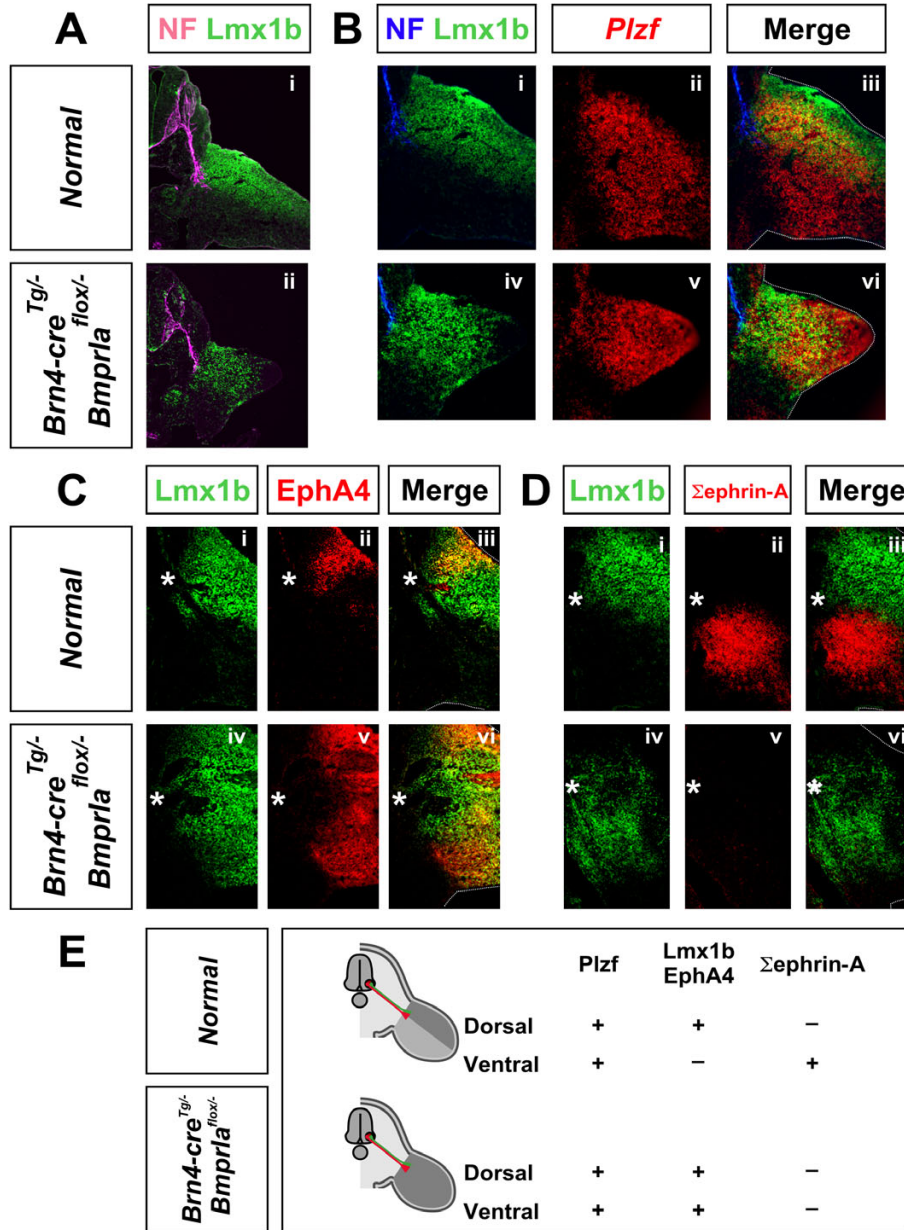 A
NF Lmx1b
B
NF Lmx1b
Plzf
Merge
Normal
i
i
ii
iii
Brn4-cre Tg/-
Bmprla flox/-
ii
iv
v
vi
C
Lmx1b
EphA4
Merge
D
Lmx1b
Σephrin-A
Merge
Normal
i
*
ii
*
iii
*
i
*
ii
*
iii
*
Brn4-cre Tg/-
Bmprla flox/-
iv
*
v
*
vi
*
iv
*
v
*
vi
*
E
Normal
Plzf
Lmx1b
EphA4
Σephrin-A
Dorsal + + –
Ventral + – +
Brn4-cre Tg/-
Bmprla flox/-
Dorsal + + –
Ventral + + –